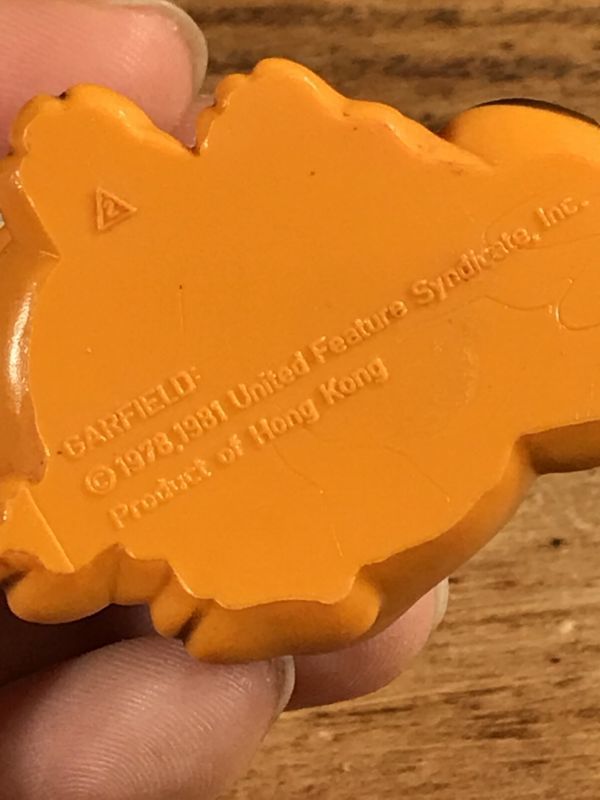 2
GARFIELD:
© 1978,1981 United Feature Syndicate, Inc.
Product of Hong Kong